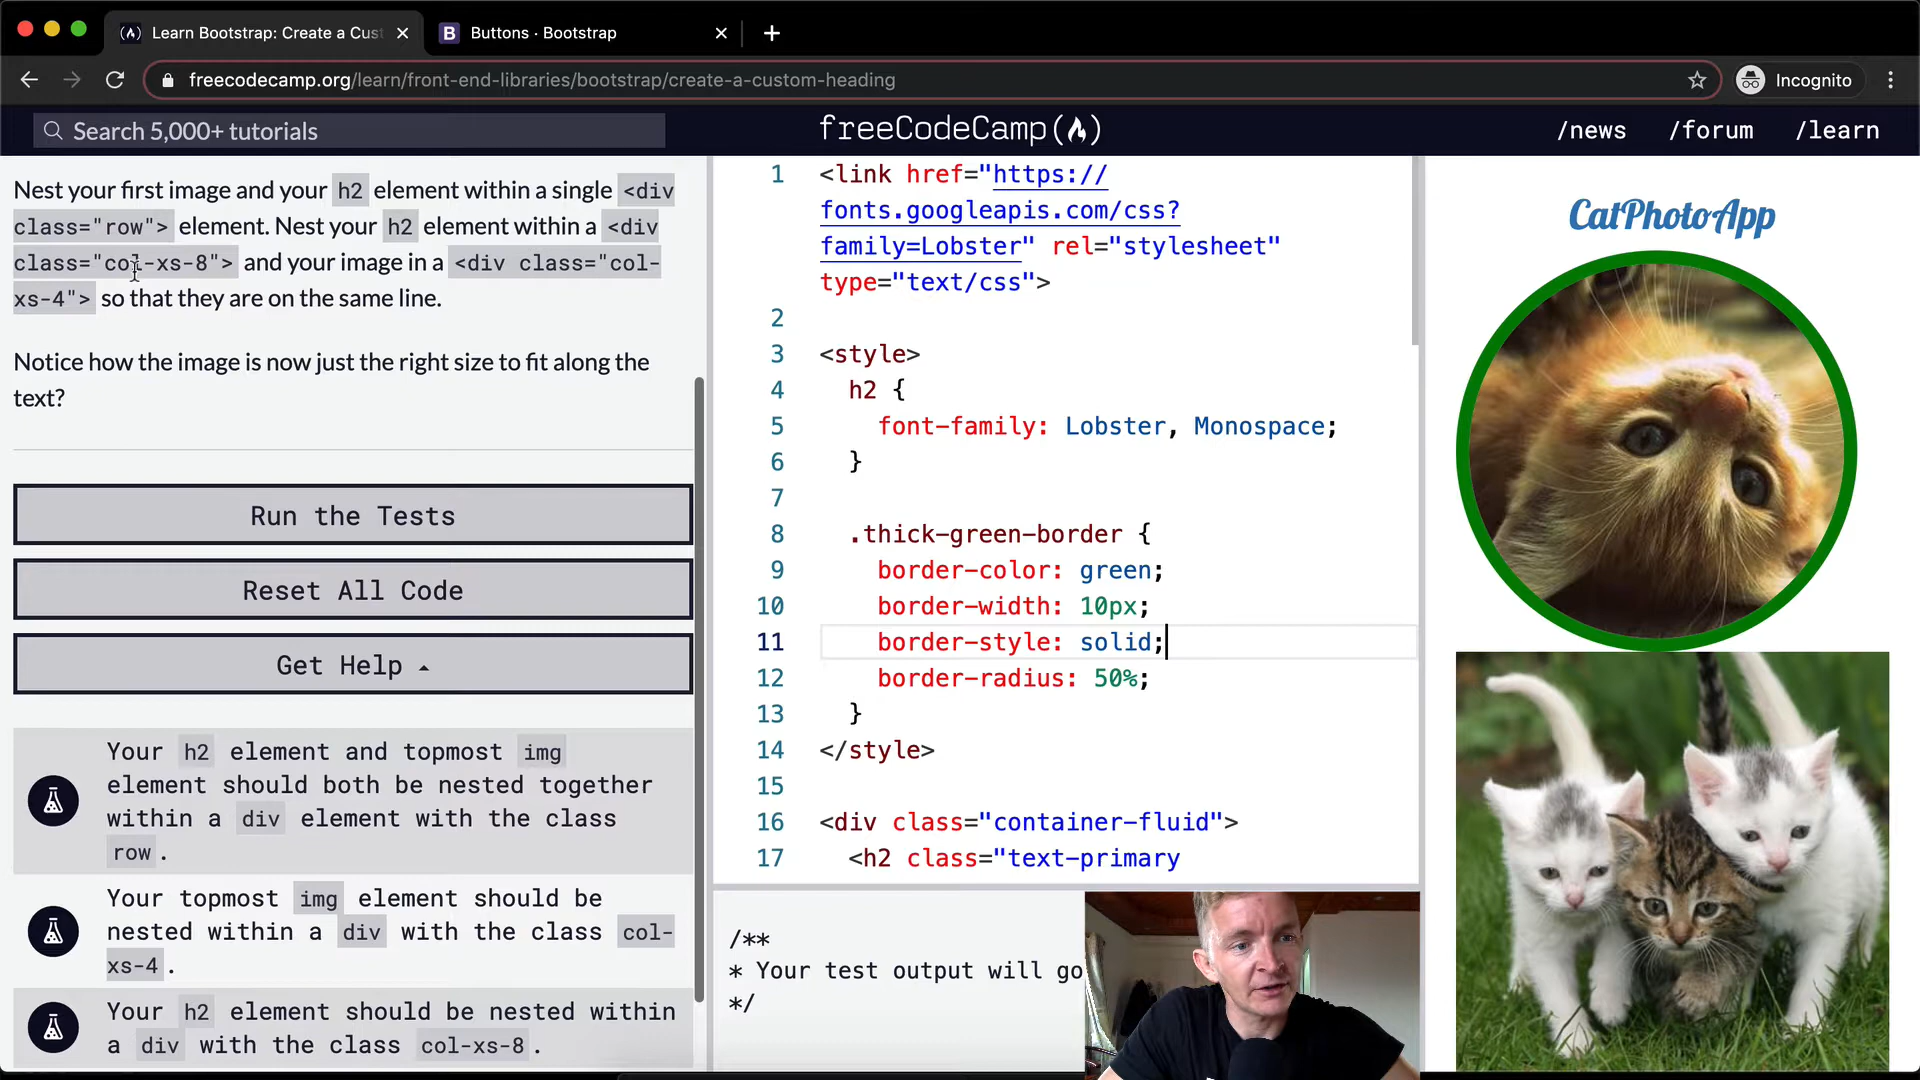 Learn Bootstrap: Create a Cus
Buttons · Bootstrap
freecodecamp.org/learn/front-end-libraries/bootstrap/create-a-custom-heading
Incognito
Search 5,000+ tutorials
freeCodeCamp
/news
/forum
/learn
Nest your first image and your h2 element within a single <div
class="row"> element. Nest your h2 element within a <div
class="col-xs-8"> and your image in a <div class="col-
xs-4"> so that they are on the same line.
Notice how the image is now just the right size to fit along the
text?
Run the Tests
Reset All Code
Get Help
Your h2 element and topmost img
element should both be nested together
within a div element with the class
row.
Your topmost img element should be
nested within a div with the class col-
xs-4.
Your h2 element should be nested within
a div with the class col-xs-8.
1 <link href="https://
fonts.googleapis.com/css?
family=Lobster" rel="stylesheet"
type="text/css">
2
3 <style>
4 h2 {
5 font-family: Lobster, Monospace;
6 }
7
8 .thick-green-border {
9 border-color: green;
10 border-width: 10px;
11 border-style: solid;
12 border-radius: 50%;
13 }
14 </style>
15
16 <div class="container-fluid">
17 <h2 class="text-primary
/**
* Your test output will go
*/
CatPhotoApp